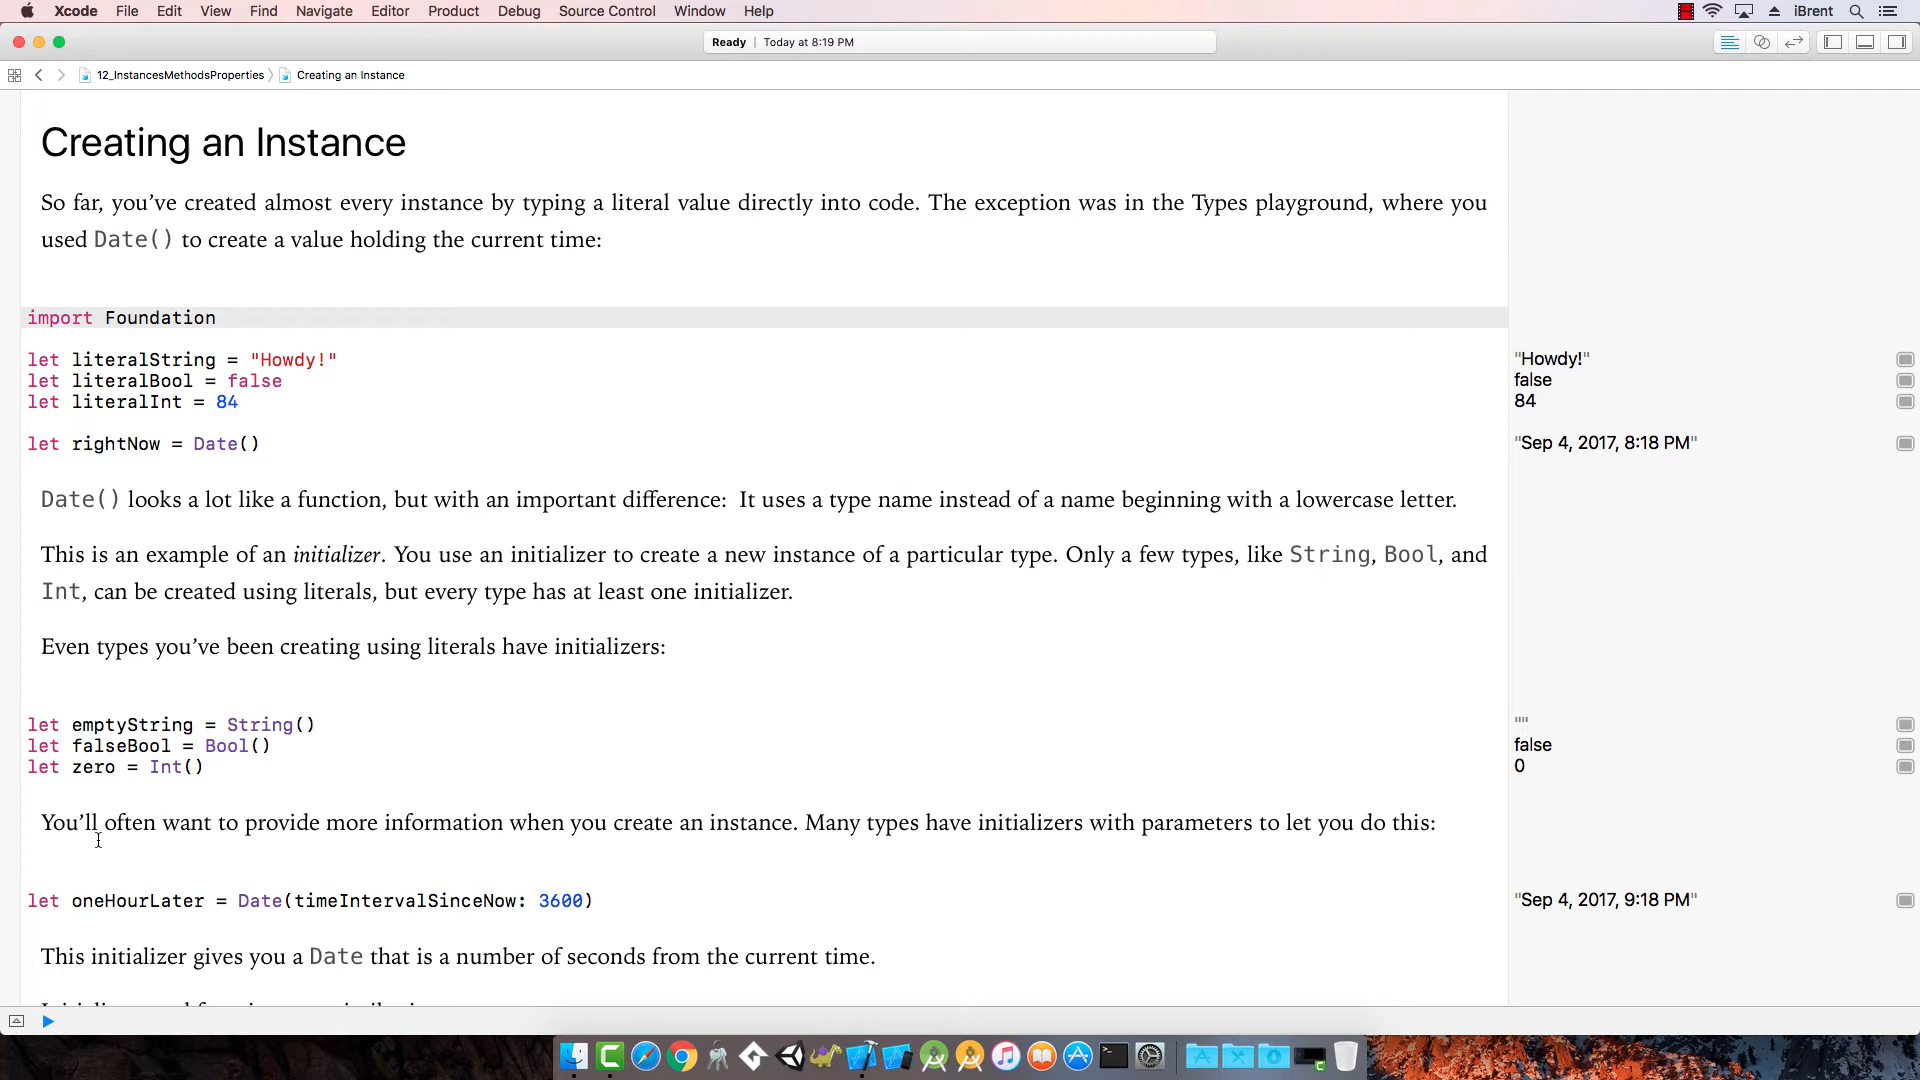 Xcode File Edit View Find Navigate Editor Product Debug Source Control Window Help iBrent
Ready | Today at 8:19 PM
12_InstancesMethodsProperties Creating an Instance
Creating an Instance
So far, you’ve created almost every instance by typing a literal value directly into code. The exception was in the Types playground, where you
used Date() to create a value holding the current time:
import Foundation
let literalString = "Howdy!" "Howdy!"
let literalBool = false false
let literalInt = 84 84
let rightNow = Date() "Sep 4, 2017, 8:18 PM"
Date() looks a lot like a function, but with an important difference: It uses a type name instead of a name beginning with a lowercase letter.
This is an example of an initializer. You use an initializer to create a new instance of a particular type. Only a few types, like String, Bool, and
Int, can be created using literals, but every type has at least one initializer.
Even types you’ve been creating using literals have initializers:
let emptyString = String() ""
let falseBool = Bool() false
let zero = Int() 0
You’ll often want to provide more information when you create an instance. Many types have initializers with parameters to let you do this:
let oneHourLater = Date(timeIntervalSinceNow: 3600) "Sep 4, 2017, 9:18 PM"
This initializer gives you a Date that is a number of seconds from the current time.